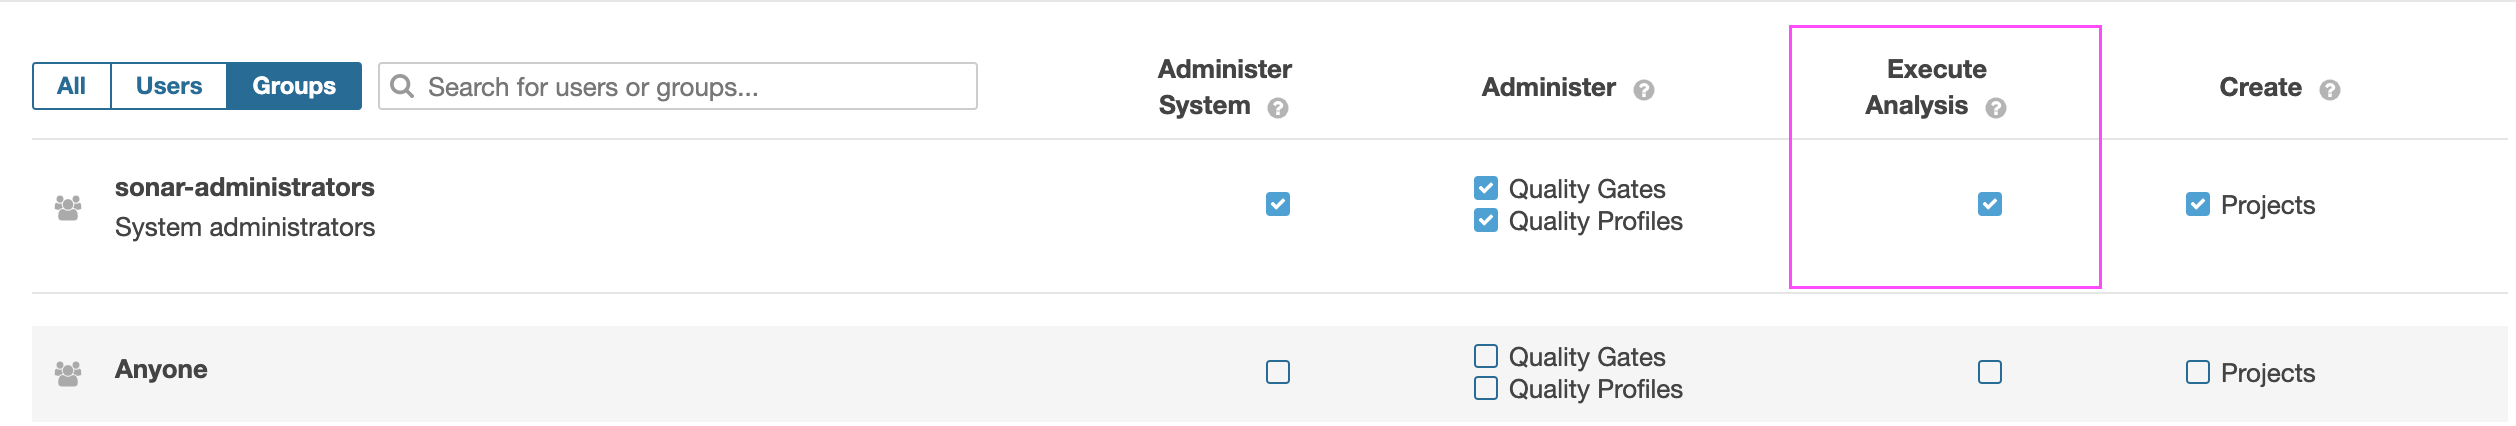 All Users Groups Search for users or groups... Administer System Administer Execute Analysis Create
sonar-administrators
System administrators
Quality Gates
Quality Profiles
Projects
Anyone
Quality Gates
Quality Profiles
Projects